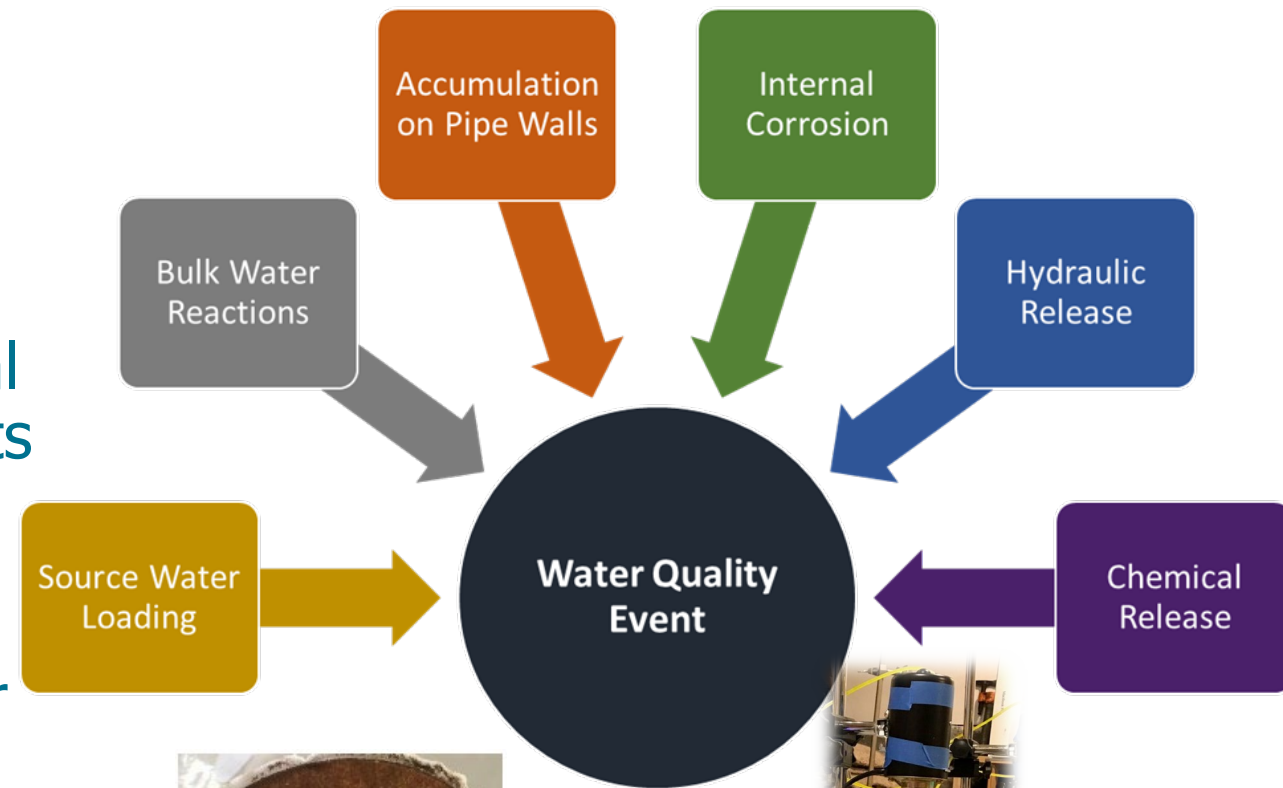 Accumulation
on Pipe Walls
Internal
Corrosion
Bulk Water
Reactions
Hydraulic
Release
Source Water
Loading
Water Quality
Event
Chemical
Release